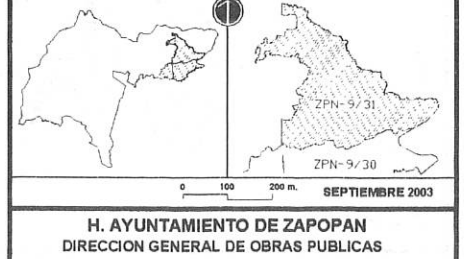 1
ZPN-9/31
ZPN-9/30
0 100 200 m.
SEPTIEMBRE 2003
H. AYUNTAMIENTO DE ZAPOPAN
DIRECCION GENERAL DE OBRAS PUBLICAS